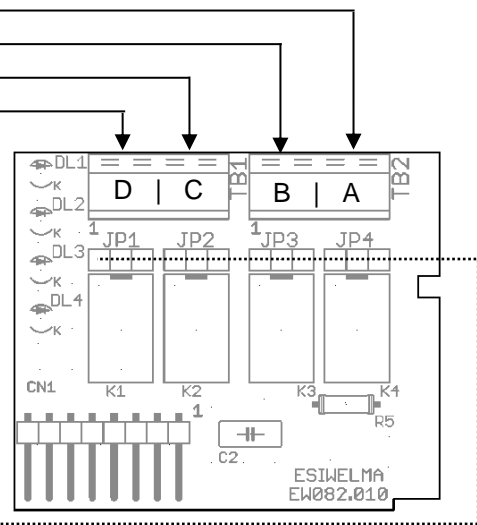 DL1
TB1
TB2
D | C
B | A
K
DL2
1
1
K
JP1 JP2 JP3 JP4
DL3
K
DL4
K
CN1
K1 K2 K3 K4
1
R5
C2
ESIWELMA
EW082.010